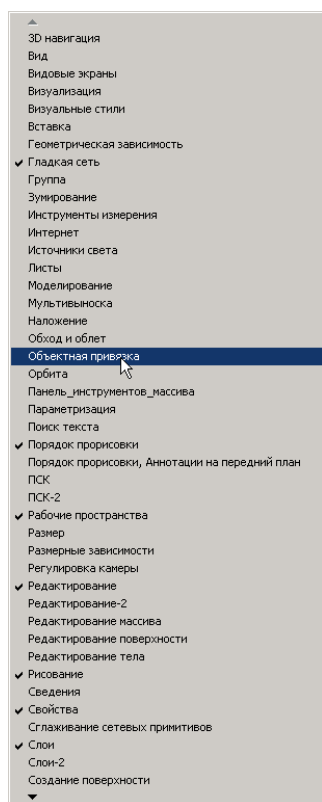 3D навигация
Вид
Видовые экраны
Визуализация
Визуальные стили
Вставка
Геометрическая зависимость
Гладкая сеть
Группа
Зумирование
Инструменты измерения
Интернет
Источники света
Листы
Моделирование
Мультивыноска
Наложение
Обход и облет
Объектная привязка
Орбита
Панель_инструментов_массива
Параметризация
Поиск текста
Порядок прорисовки
Порядок прорисовки, Аннотации на передний план
ПСК
ПСК-2
Рабочие пространства
Размер
Размерные зависимости
Регулировка камеры
Редактирование
Редактирование-2
Редактирование массива
Редактирование поверхности
Редактирование тела
Рисование
Сведения
Свойства
Сглаживание сетевых примитивов
Слои
Слои-2
Создание поверхности